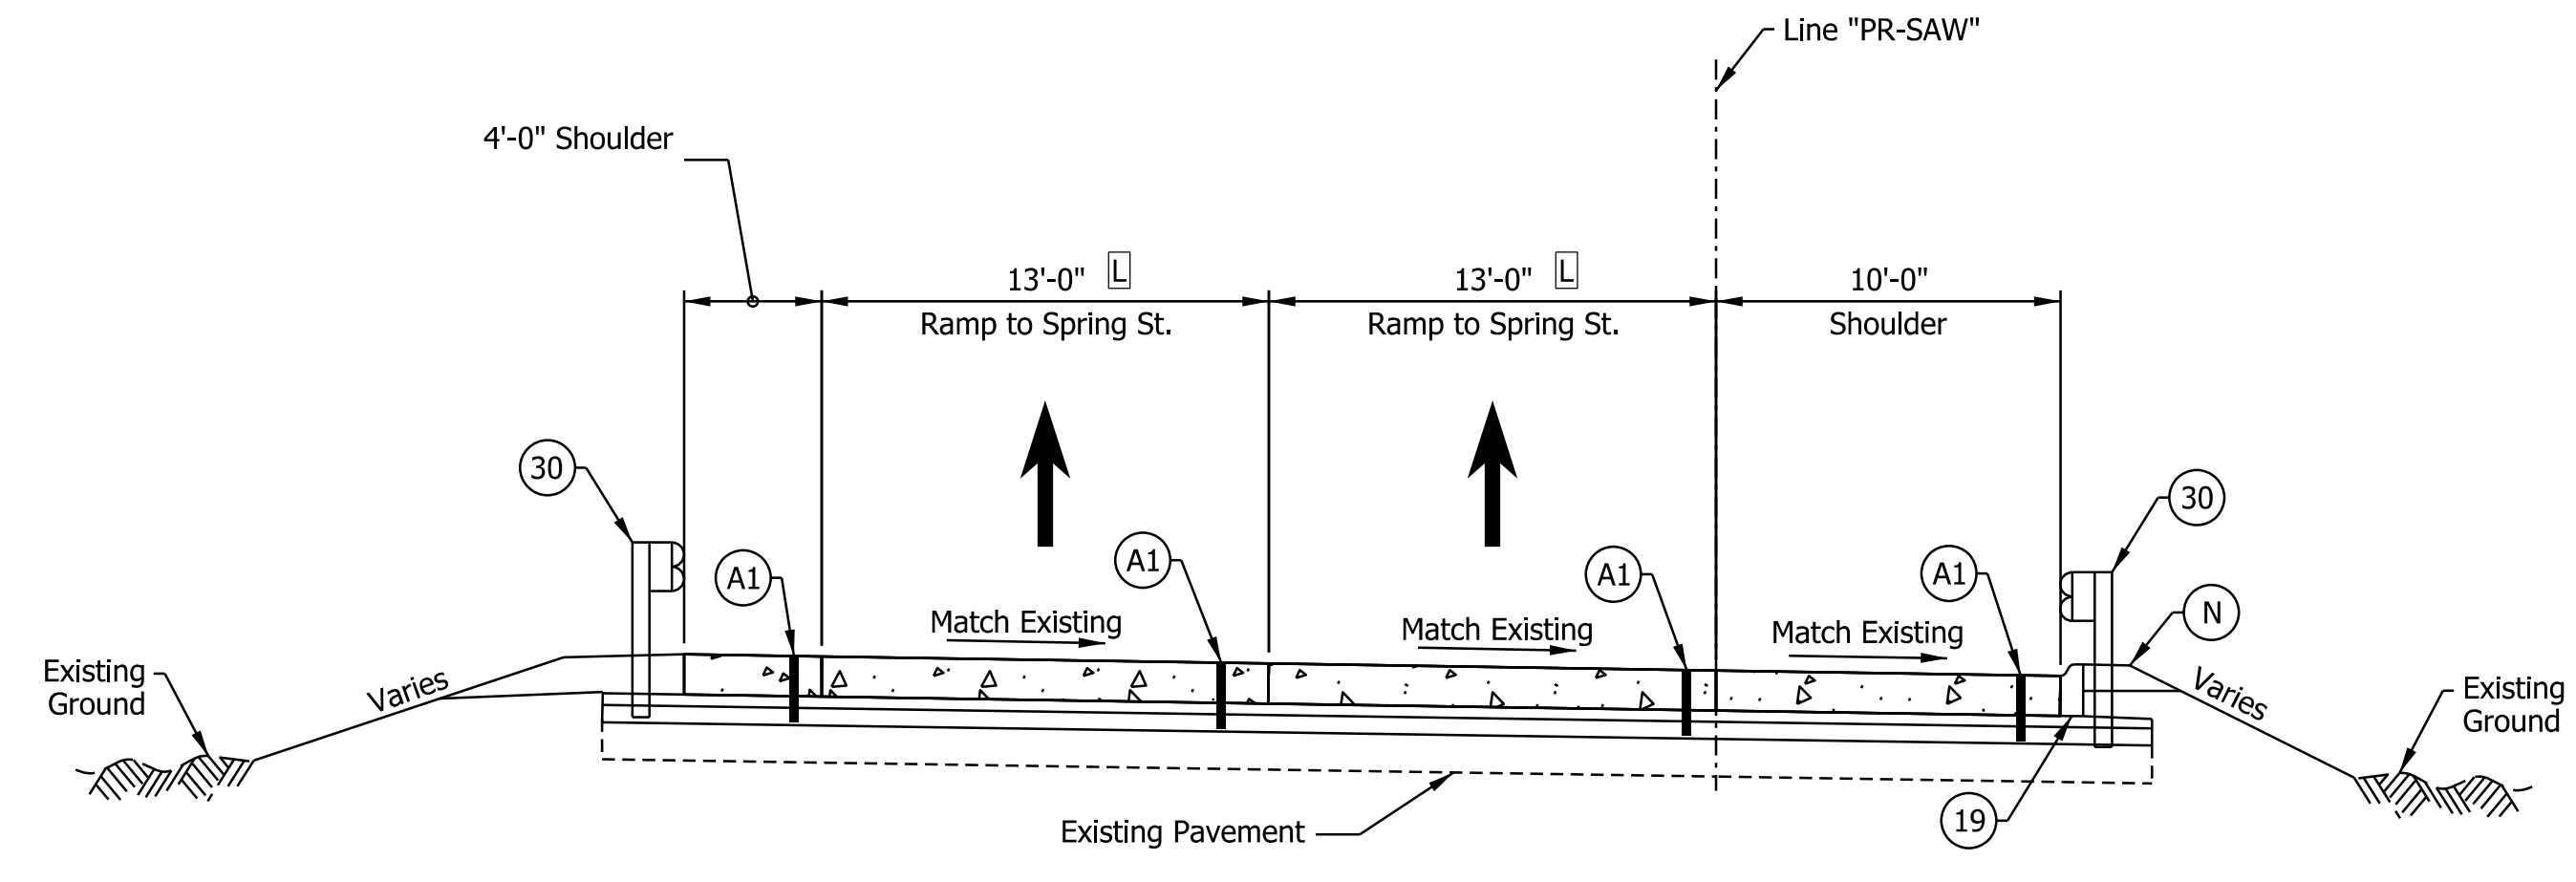 Line "PR-SAW"
4'-0" Shoulder
13'-0" L
13'-0" L
10'-0"
Ramp to Spring St.
Ramp to Spring St.
Shoulder
30
30
A1
A1
A1
A1
N
Match Existing
Match Existing
Match Existing
Existing
Ground
Varies
Varies
Existing
Ground
19
Existing Pavement